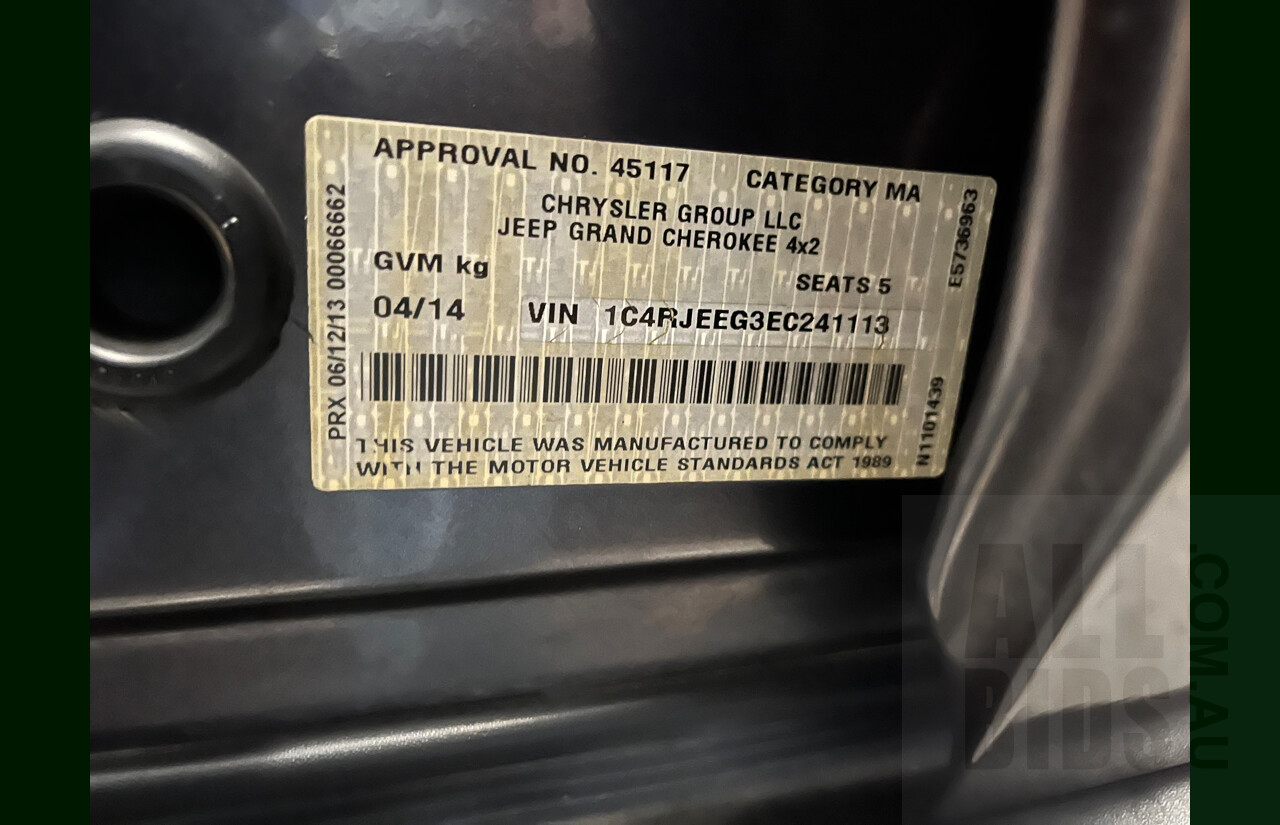 APPROVAL NO. 45117 CATEGORY MA
CHRYSLER GROUP LLC
JEEP GRAND CHEROKEE 4x2
GVM kg
SEATS 5
04/14 VIN 1C4RJEEG3EC241113
THIS VEHICLE WAS MANUFACTURED TO COMPLY
WITH THE MOTOR VEHICLE STANDARDS ACT 1989
PRX 06/12/13 00066662
E5736963
N1101439
ALL
BIDS
.COM.AU